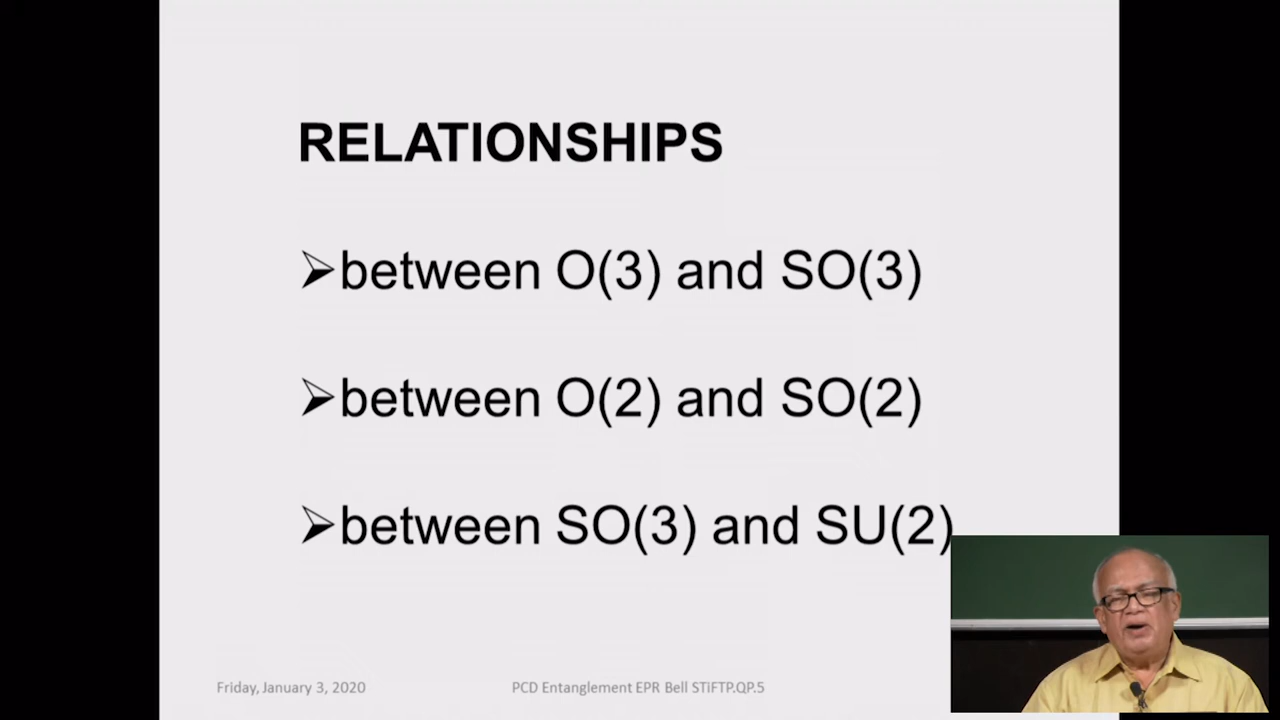 RELATIONSHIPS
➢between O(3) and SO(3)
➢between O(2) and SO(2)
➢between SO(3) and SU(2)
Friday, January 3, 2020
PCD Entanglement EPR Bell STiFTP.QP.5